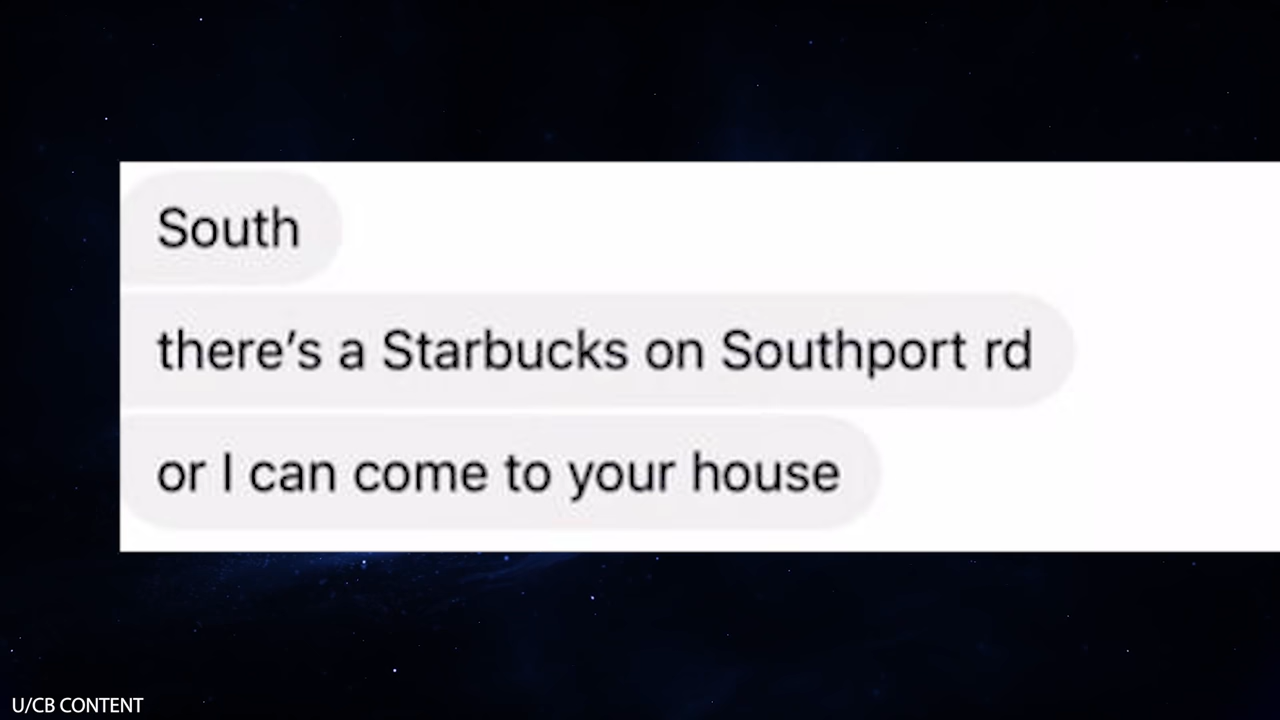 South
there’s a Starbucks on Southport rd
or I can come to your house
U/CB CONTENT